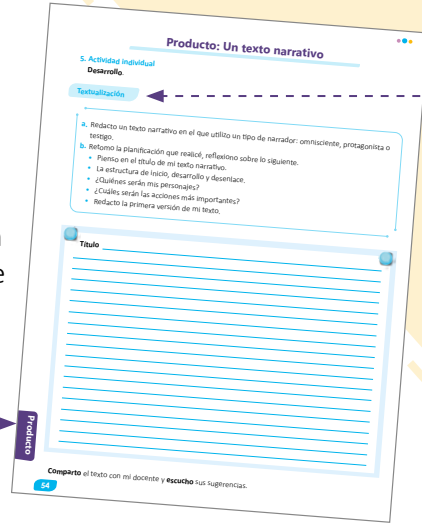 Producto: Un texto narrativo
5. Actividad individual
Desarrollo.
Textualización
a. Redacto un texto narrativo en el que utilizo un tipo de narrador: omnisciente, protagonista o
testigo.
b. Retomo la planificación que realicé, reflexiono sobre lo siguiente.
• Pienso en el título de mi texto narrativo.
• La estructura de inicio, desarrollo y desenlace.
• ¿Quiénes serán mis personajes?
• ¿Cuáles serán las acciones más importantes?
• Redacto la primera versión de mi texto.
Título
e
Producto
Comparto el texto con mi docente y escucho sus sugerencias.
54